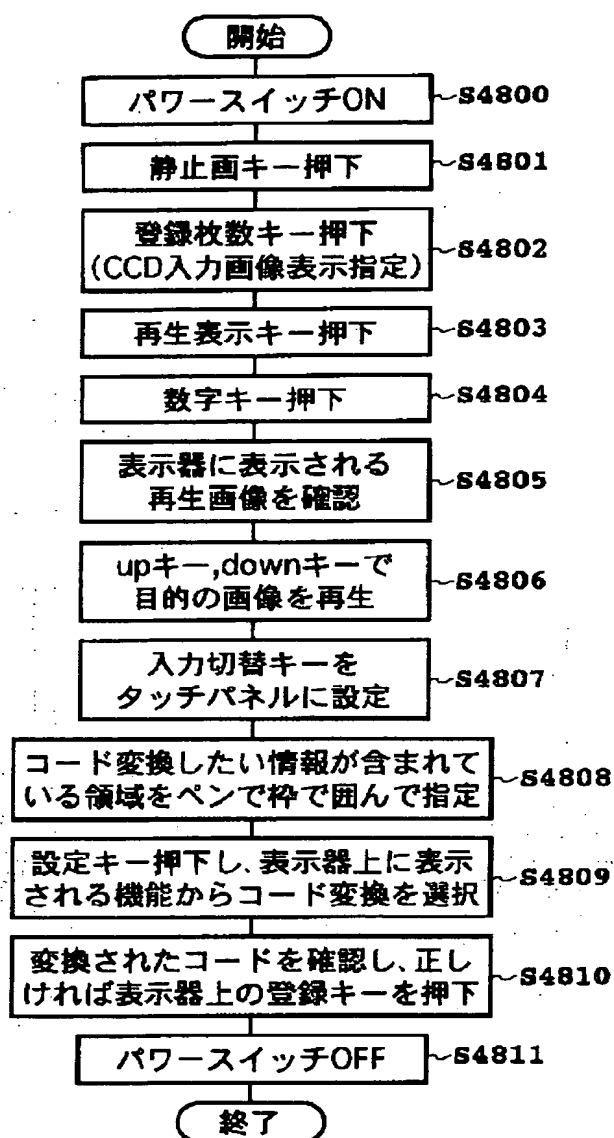 開始
パワースイッチON
S4800
静止画キー押下
S4801
登録枚数キー押下
(CCD入力画像表示指定)
S4802
再生表示キー押下
S4803
数字キー押下
S4804
表示器に表示される
再生画像を確認
S4805
upキー,downキーで
目的の画像を再生
S4806
入力切替キーを
タッチパネルに設定
S4807
コード変換したい情報が含まれて
いる領域をペンで枠で囲んで指定
S4808
設定キー押下し、表示器上に表示
される機能からコード変換を選択
S4809
変換されたコードを確認し、正し
ければ表示器上の登録キーを押下
S4810
パワースイッチOFF
S4811
終了